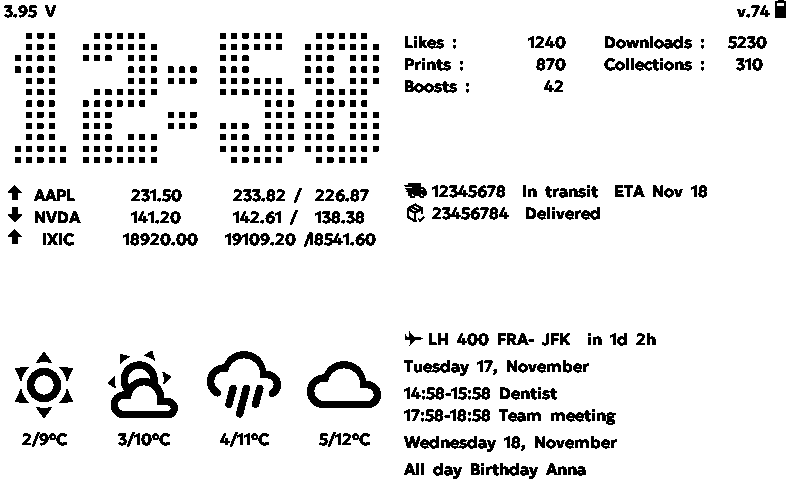 3.95 V
v.74
12:58
Likes : 1240 Downloads : 5230
Prints : 870 Collections : 310
Boosts : 42
AAPL 231.50 233.82 / 226.87
NVDA 141.20 142.61 / 138.38
IXIC 18920.00 19109.20 /18541.60
12345678 In transit ETA Nov 18
23456784 Delivered
2/9°C 3/10°C 4/11°C 5/12°C
LH 400 FRA- JFK in 1d 2h
Tuesday 17, November
14:58-15:58 Dentist
17:58-18:58 Team meeting
Wednesday 18, November
All day Birthday Anna